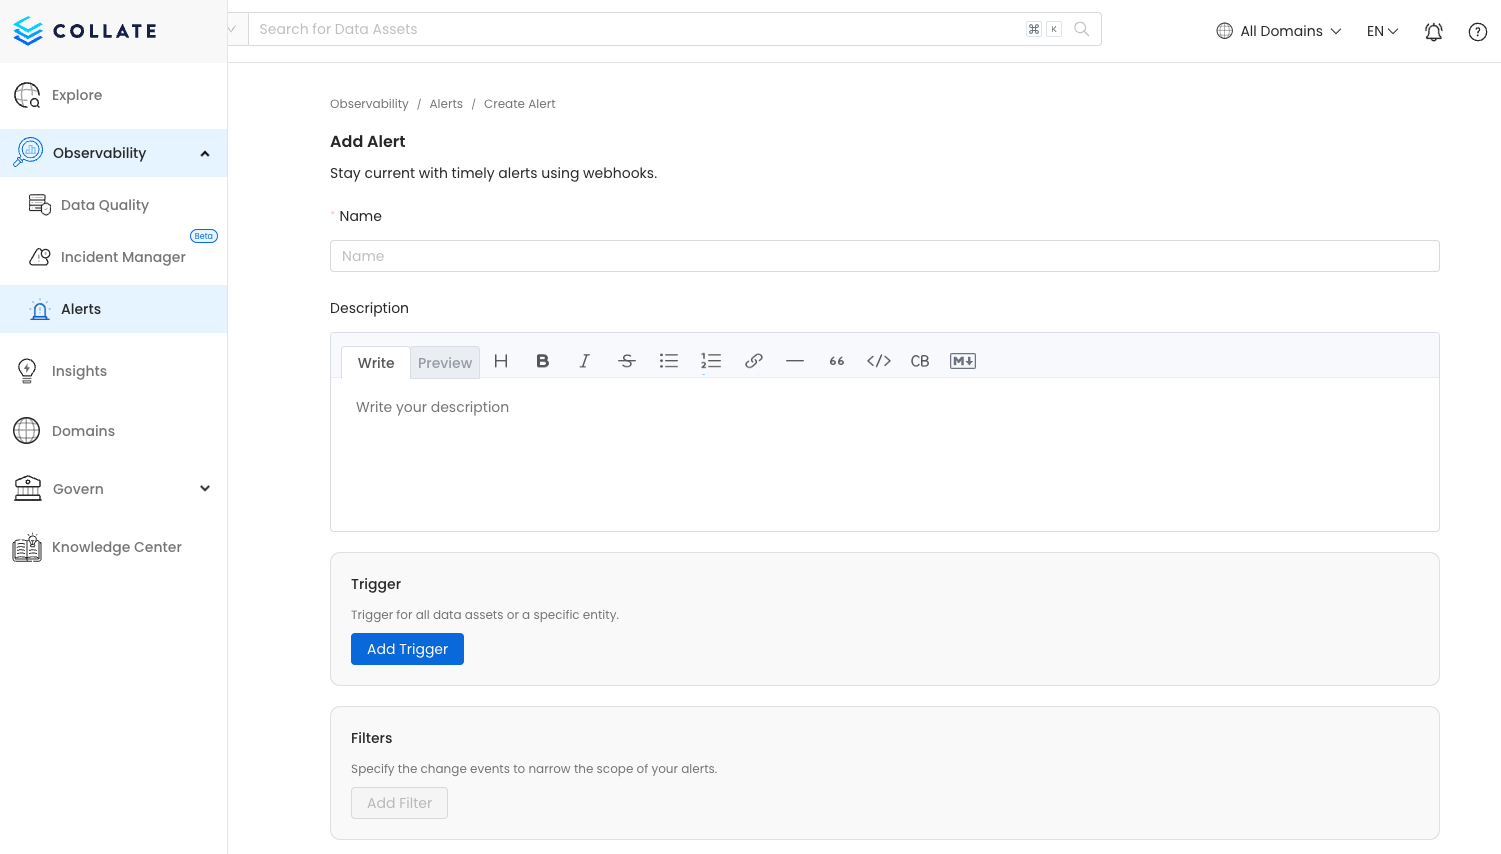 COLLATE
Search for Data Assets
⌘ K
All Domains
EN
Explore
Observability
Data Quality
Beta
Incident Manager
Alerts
Insights
Domains
Govern
Knowledge Center
Observability / Alerts / Create Alert
Add Alert
Stay current with timely alerts using webhooks.
* Name
Name
Description
Write Preview H B I S 66 </> CB M
Write your description
Trigger
Trigger for all data assets or a specific entity.
Add Trigger
Filters
Specify the change events to narrow the scope of your alerts.
Add Filter